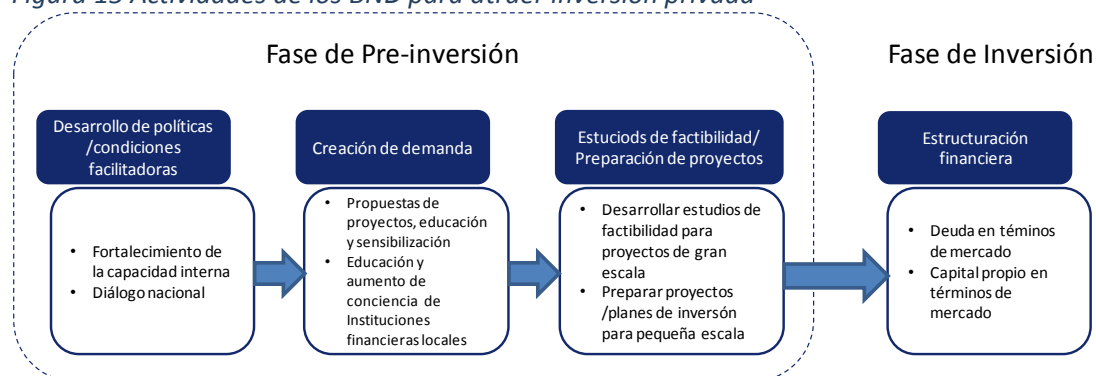 Figura 13 Actividades de los BND para atraer inversión privada
Fase de Pre-inversión
Fase de Inversión
Desarrollo de políticas
/condiciones
facilitadoras
• Fortalecimiento de
la capacidad interna
• Diálogo nacional
Creación de demanda
• Propuestas de
proyectos, educación
y sensibilización
• Educación y
aumento de
conciencia de
Instituciones
financieras locales
Estuciods de factibilidad/
Preparación de proyectos
• Desarrollar estudios de
factibilidad para
proyectos de gran
escala
• Preparar proyectos
/planes de inversón
para pequeña escala
Estructuración
financiera
• Deuda en téminos
de mercado
• Capital propio en
términos de
mercado